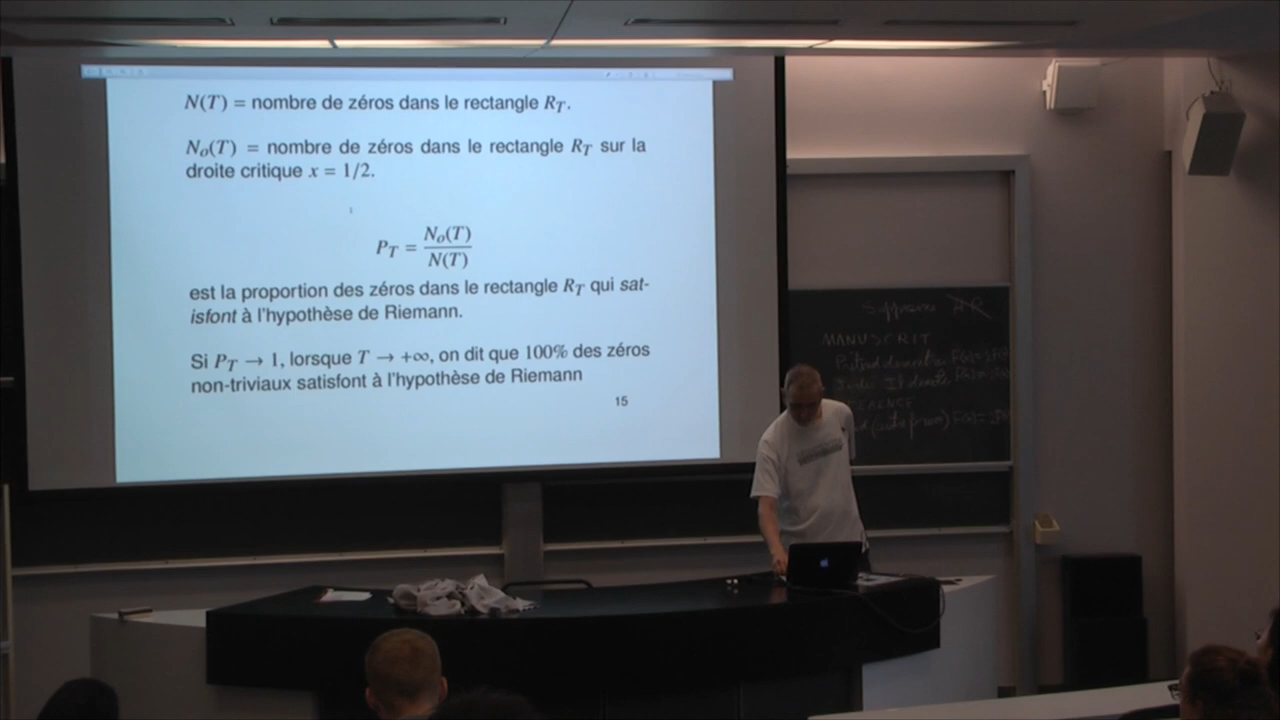 N(T) = nombre de zéros dans le rectangle R_T.
N_o(T) = nombre de zéros dans le rectangle R_T sur la
droite critique x = 1/2.
P_T = N_o(T) / N(T)
est la proportion des zéros dans le rectangle R_T qui sat-
isfont à l'hypothèse de Riemann.
Si P_T → 1, lorsque T → +∞, on dit que 100% des zéros
non-triviaux satisfont à l'hypothèse de Riemann
15
MANUSCRIT